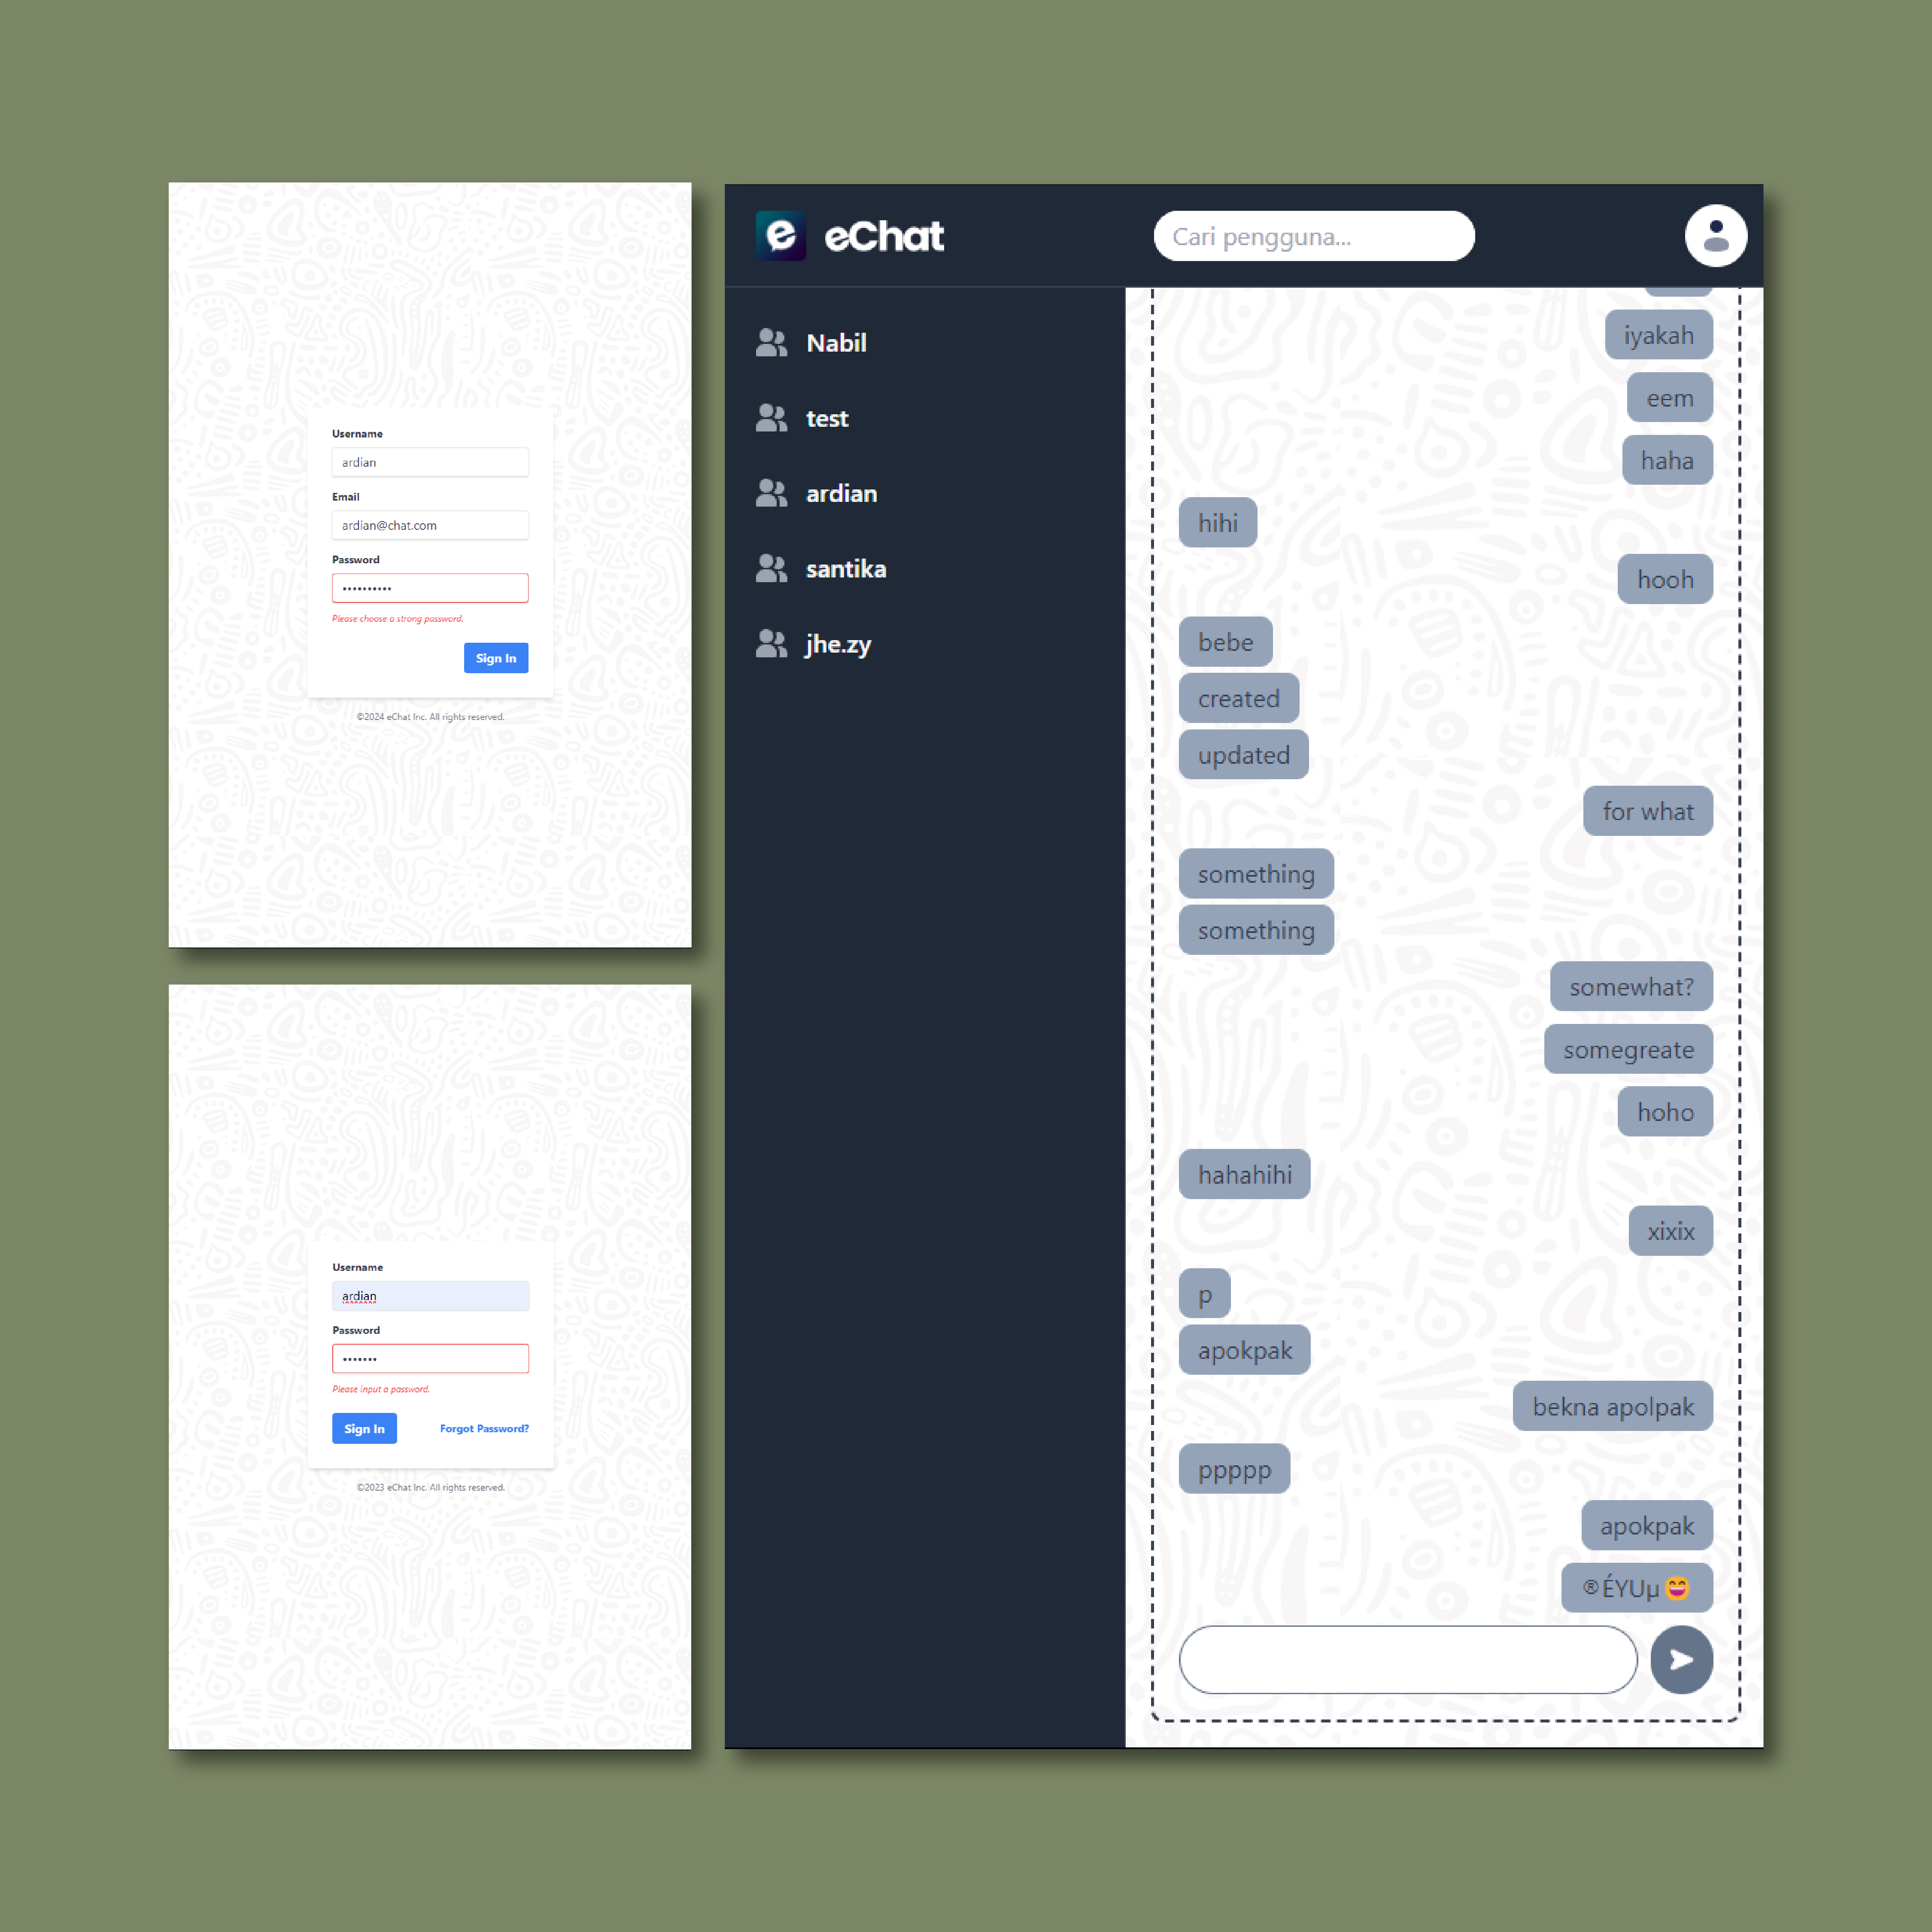 Username
ardian
Email
ardian@chat.com
Password
Please choose a strong password.
Sign In
©2024 eChat Inc. All rights reserved.
Username
ardian
Password
Please input a password.
Sign In Forgot Password?
©2023 eChat Inc. All rights reserved.
e eChat
Cari pengguna...
Nabil
test
ardian
santika
jhe.zy
iyakah
eem
haha
hihi
hooh
bebe
created
updated
for what
something
something
somewhat?
somegreate
hoho
hahahihi
xixix
p
apokpak
bekna apolpak
ppppp
apokpak
®ÉYUµ😄